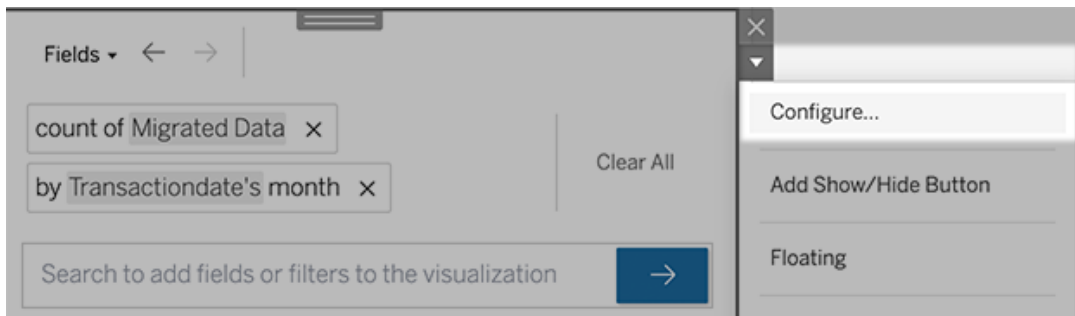 Fields
count of Migrated Data
by Transactiondate's month
Clear All
Search to add fields or filters to the visualization
Configure...
Add Show/Hide Button
Floating